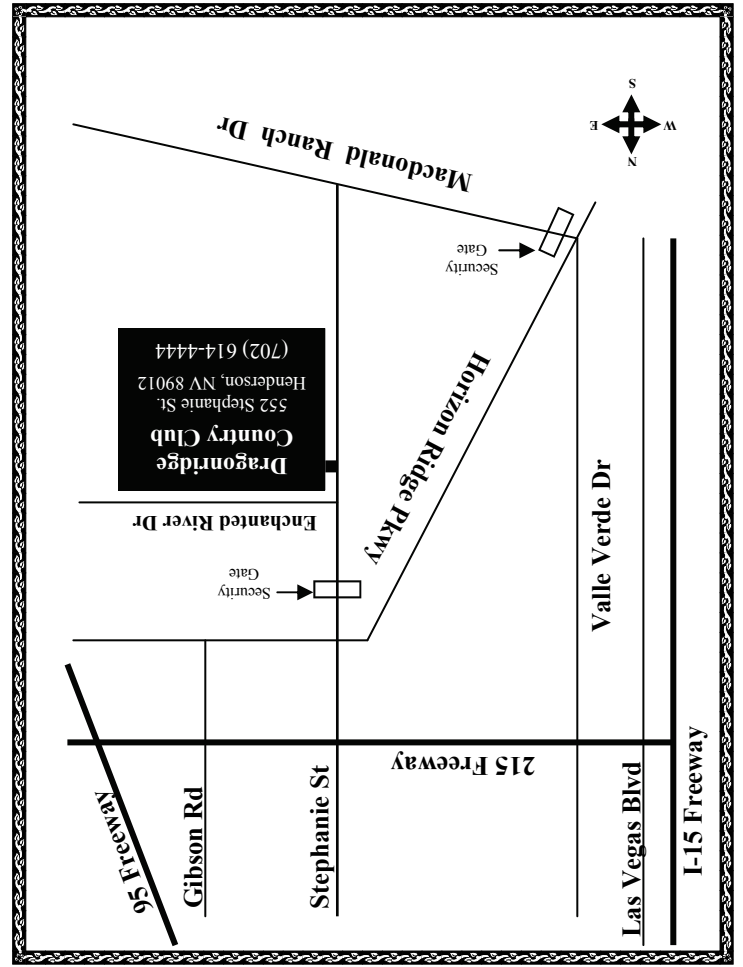 95 Freeway
Gibson Rd
Stephanie St
215 Freeway
Las Vegas Blvd
I-15 Freeway
Valle Verde Dr
Security
Gate
Enchanted River Dr
Horizon Ridge Pkwy
Dragonridge
Country Club
552 Stephanie St.
Henderson, NV 89012
(702) 614-4444
Security
Gate
Macdonald Ranch Dr
N
W
E
S